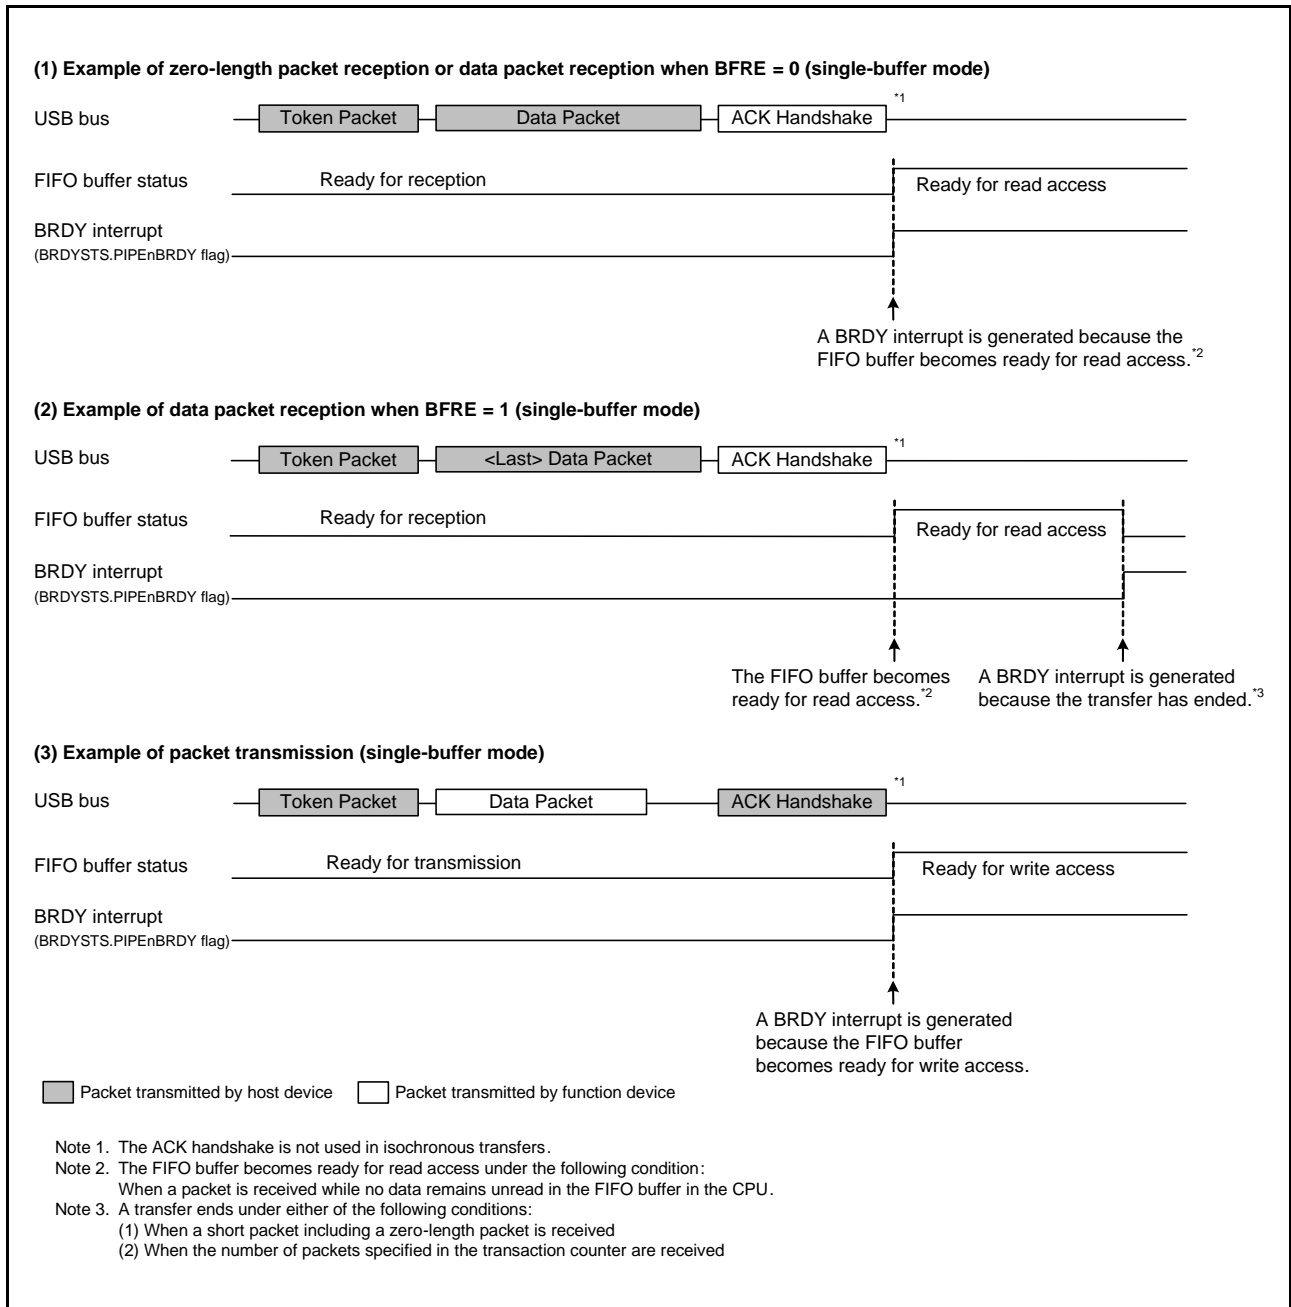 (1) Example of zero-length packet reception or data packet reception when BFRE = 0 (single-buffer mode)
*1
USB bus
Token Packet
Data Packet
ACK Handshake
FIFO buffer status
Ready for reception
Ready for read access
BRDY interrupt
(BRDYSTS.PIPEnBRDY flag)
A BRDY interrupt is generated because the
FIFO buffer becomes ready for read access.*2
(2) Example of data packet reception when BFRE = 1 (single-buffer mode)
*1
USB bus
Token Packet
<Last> Data Packet
ACK Handshake
FIFO buffer status
Ready for reception
Ready for read access
BRDY interrupt
(BRDYSTS.PIPEnBRDY flag)
The FIFO buffer becomes
ready for read access.*2
A BRDY interrupt is generated
because the transfer has ended.*3
(3) Example of packet transmission (single-buffer mode)
*1
USB bus
Token Packet
Data Packet
ACK Handshake
FIFO buffer status
Ready for transmission
Ready for write access
BRDY interrupt
(BRDYSTS.PIPEnBRDY flag)
A BRDY interrupt is generated
because the FIFO buffer
becomes ready for write access.
Packet transmitted by host device
Packet transmitted by function device
Note 1. The ACK handshake is not used in isochronous transfers.
Note 2. The FIFO buffer becomes ready for read access under the following condition:
When a packet is received while no data remains unread in the FIFO buffer in the CPU.
Note 3. A transfer ends under either of the following conditions:
(1) When a short packet including a zero-length packet is received
(2) When the number of packets specified in the transaction counter are received